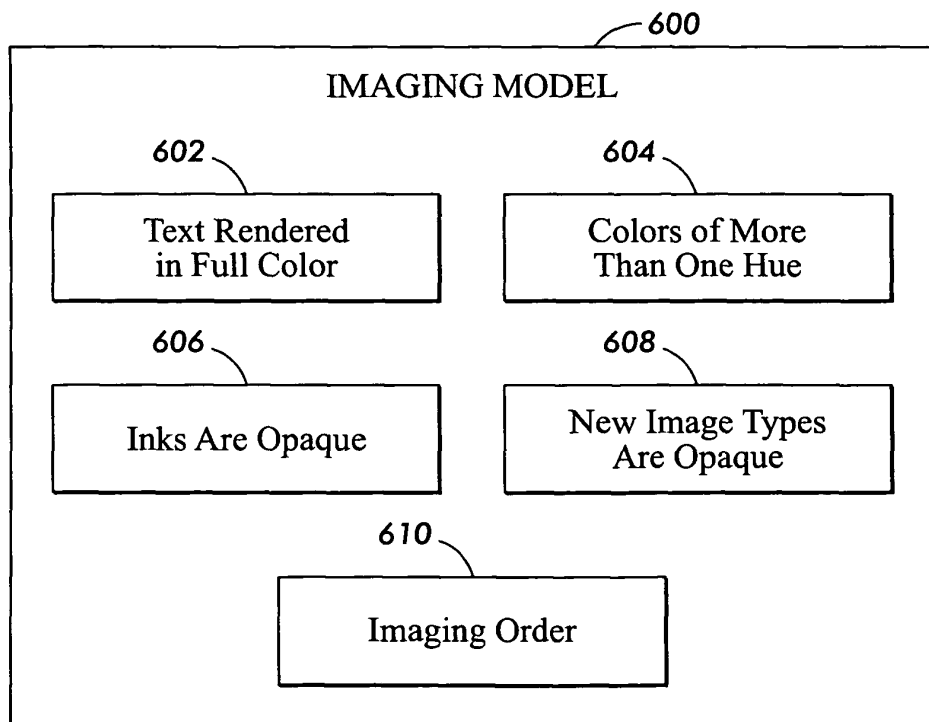 600
IMAGING MODEL
602
604
Text Rendered
in Full Color
Colors of More
Than One Hue
606
608
Inks Are Opaque
New Image Types
Are Opaque
610
Imaging Order